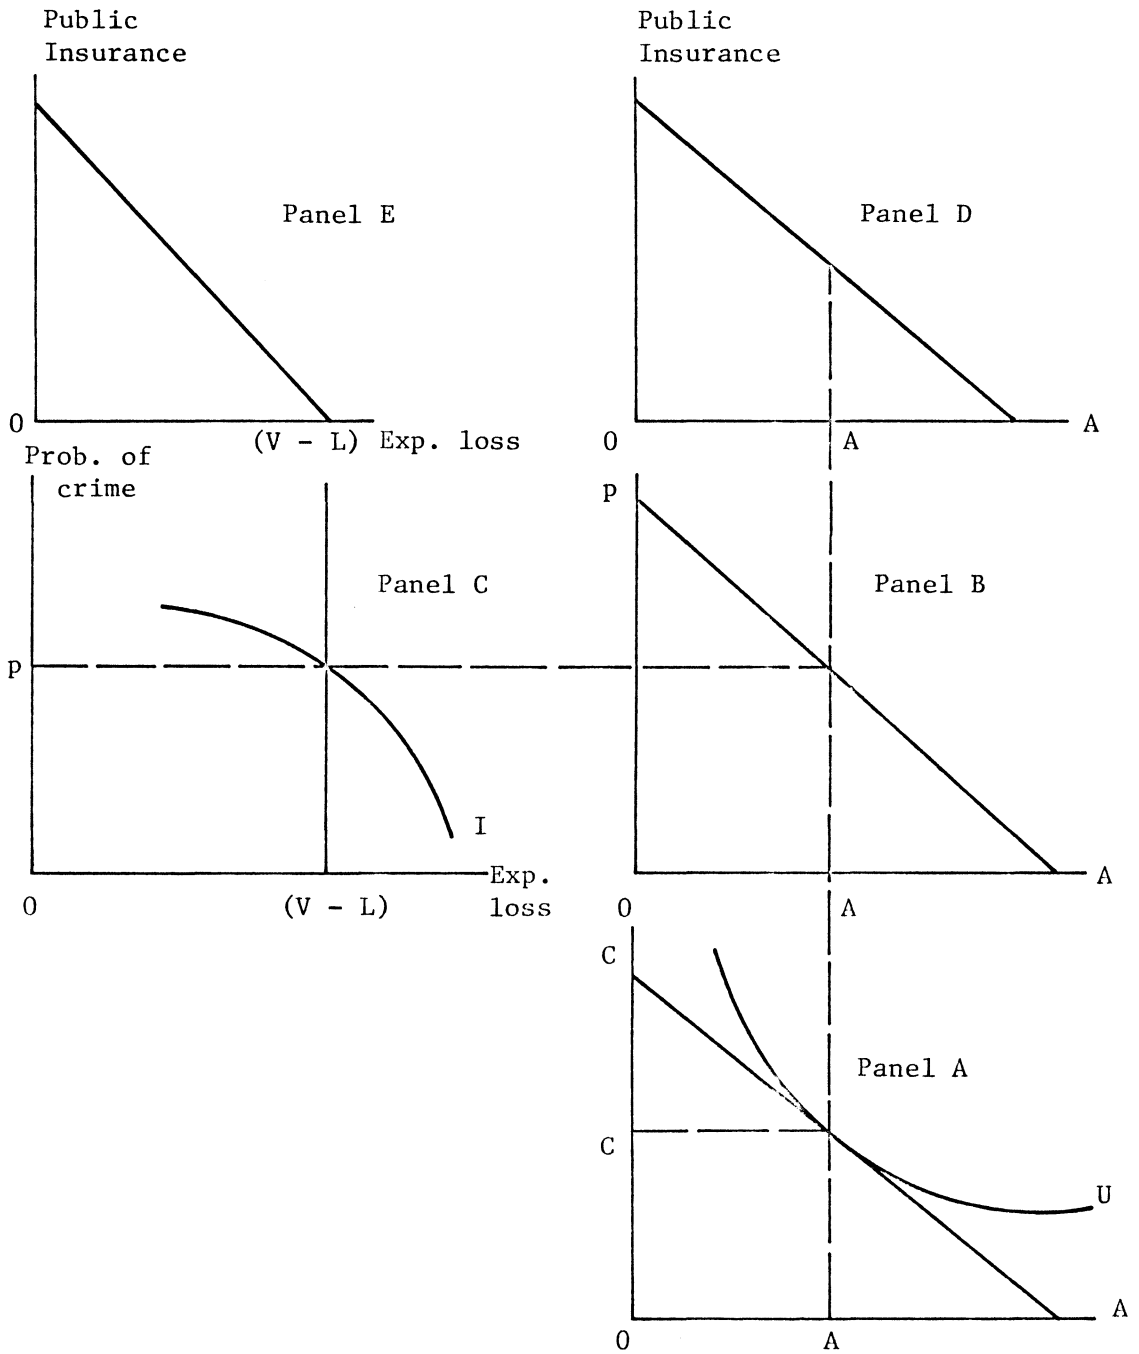 Public
Insurance
Panel E
0
(V - L) Exp. loss
Public
Insurance
Panel D
0
A
A
Prob. of
crime
Panel C
p
I
0
(V - L)
Exp.
loss
p
Panel B
0
A
A
C
Panel A
C
U
0
A
A